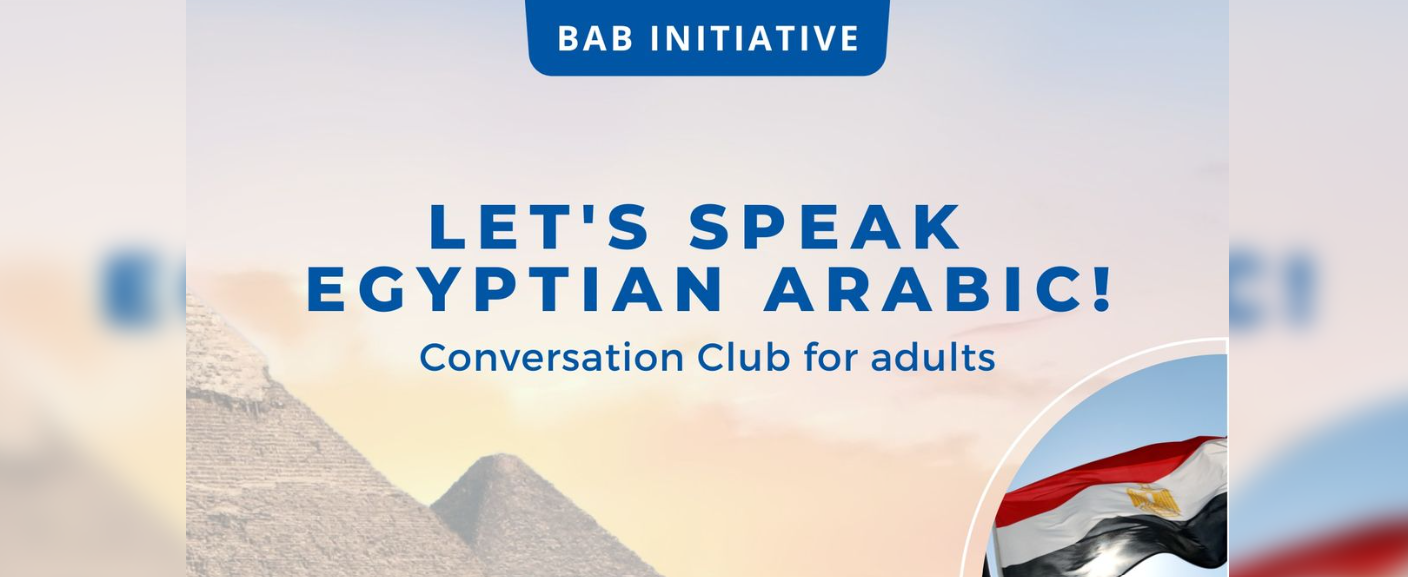 BAB INITIATIVE
LET'S SPEAK
EGYPTIAN ARABIC!
Conversation Club for adults